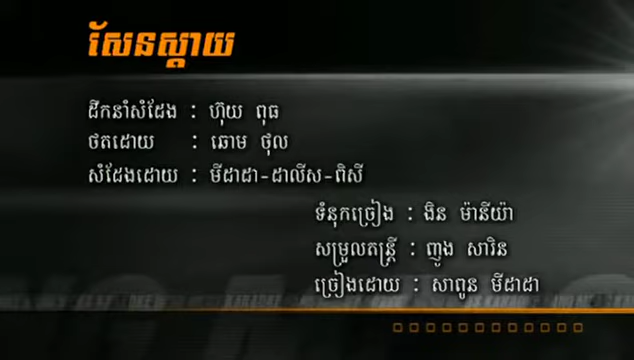 សែនស្តាយ
ដឹកនាំសំដែង : ហ៊ុយ ពុធ
ថតដោយ : ឆោម ថុល
សំដែងដោយ : មីដាដា-ដាលីស-ពិសី
ទំនុកច្រៀង : ងិន ម៉ានីយ៉ា
សម្រួលតន្ត្រី : ញូង សារិន
ច្រៀងដោយ : សាពូន មីដាដា